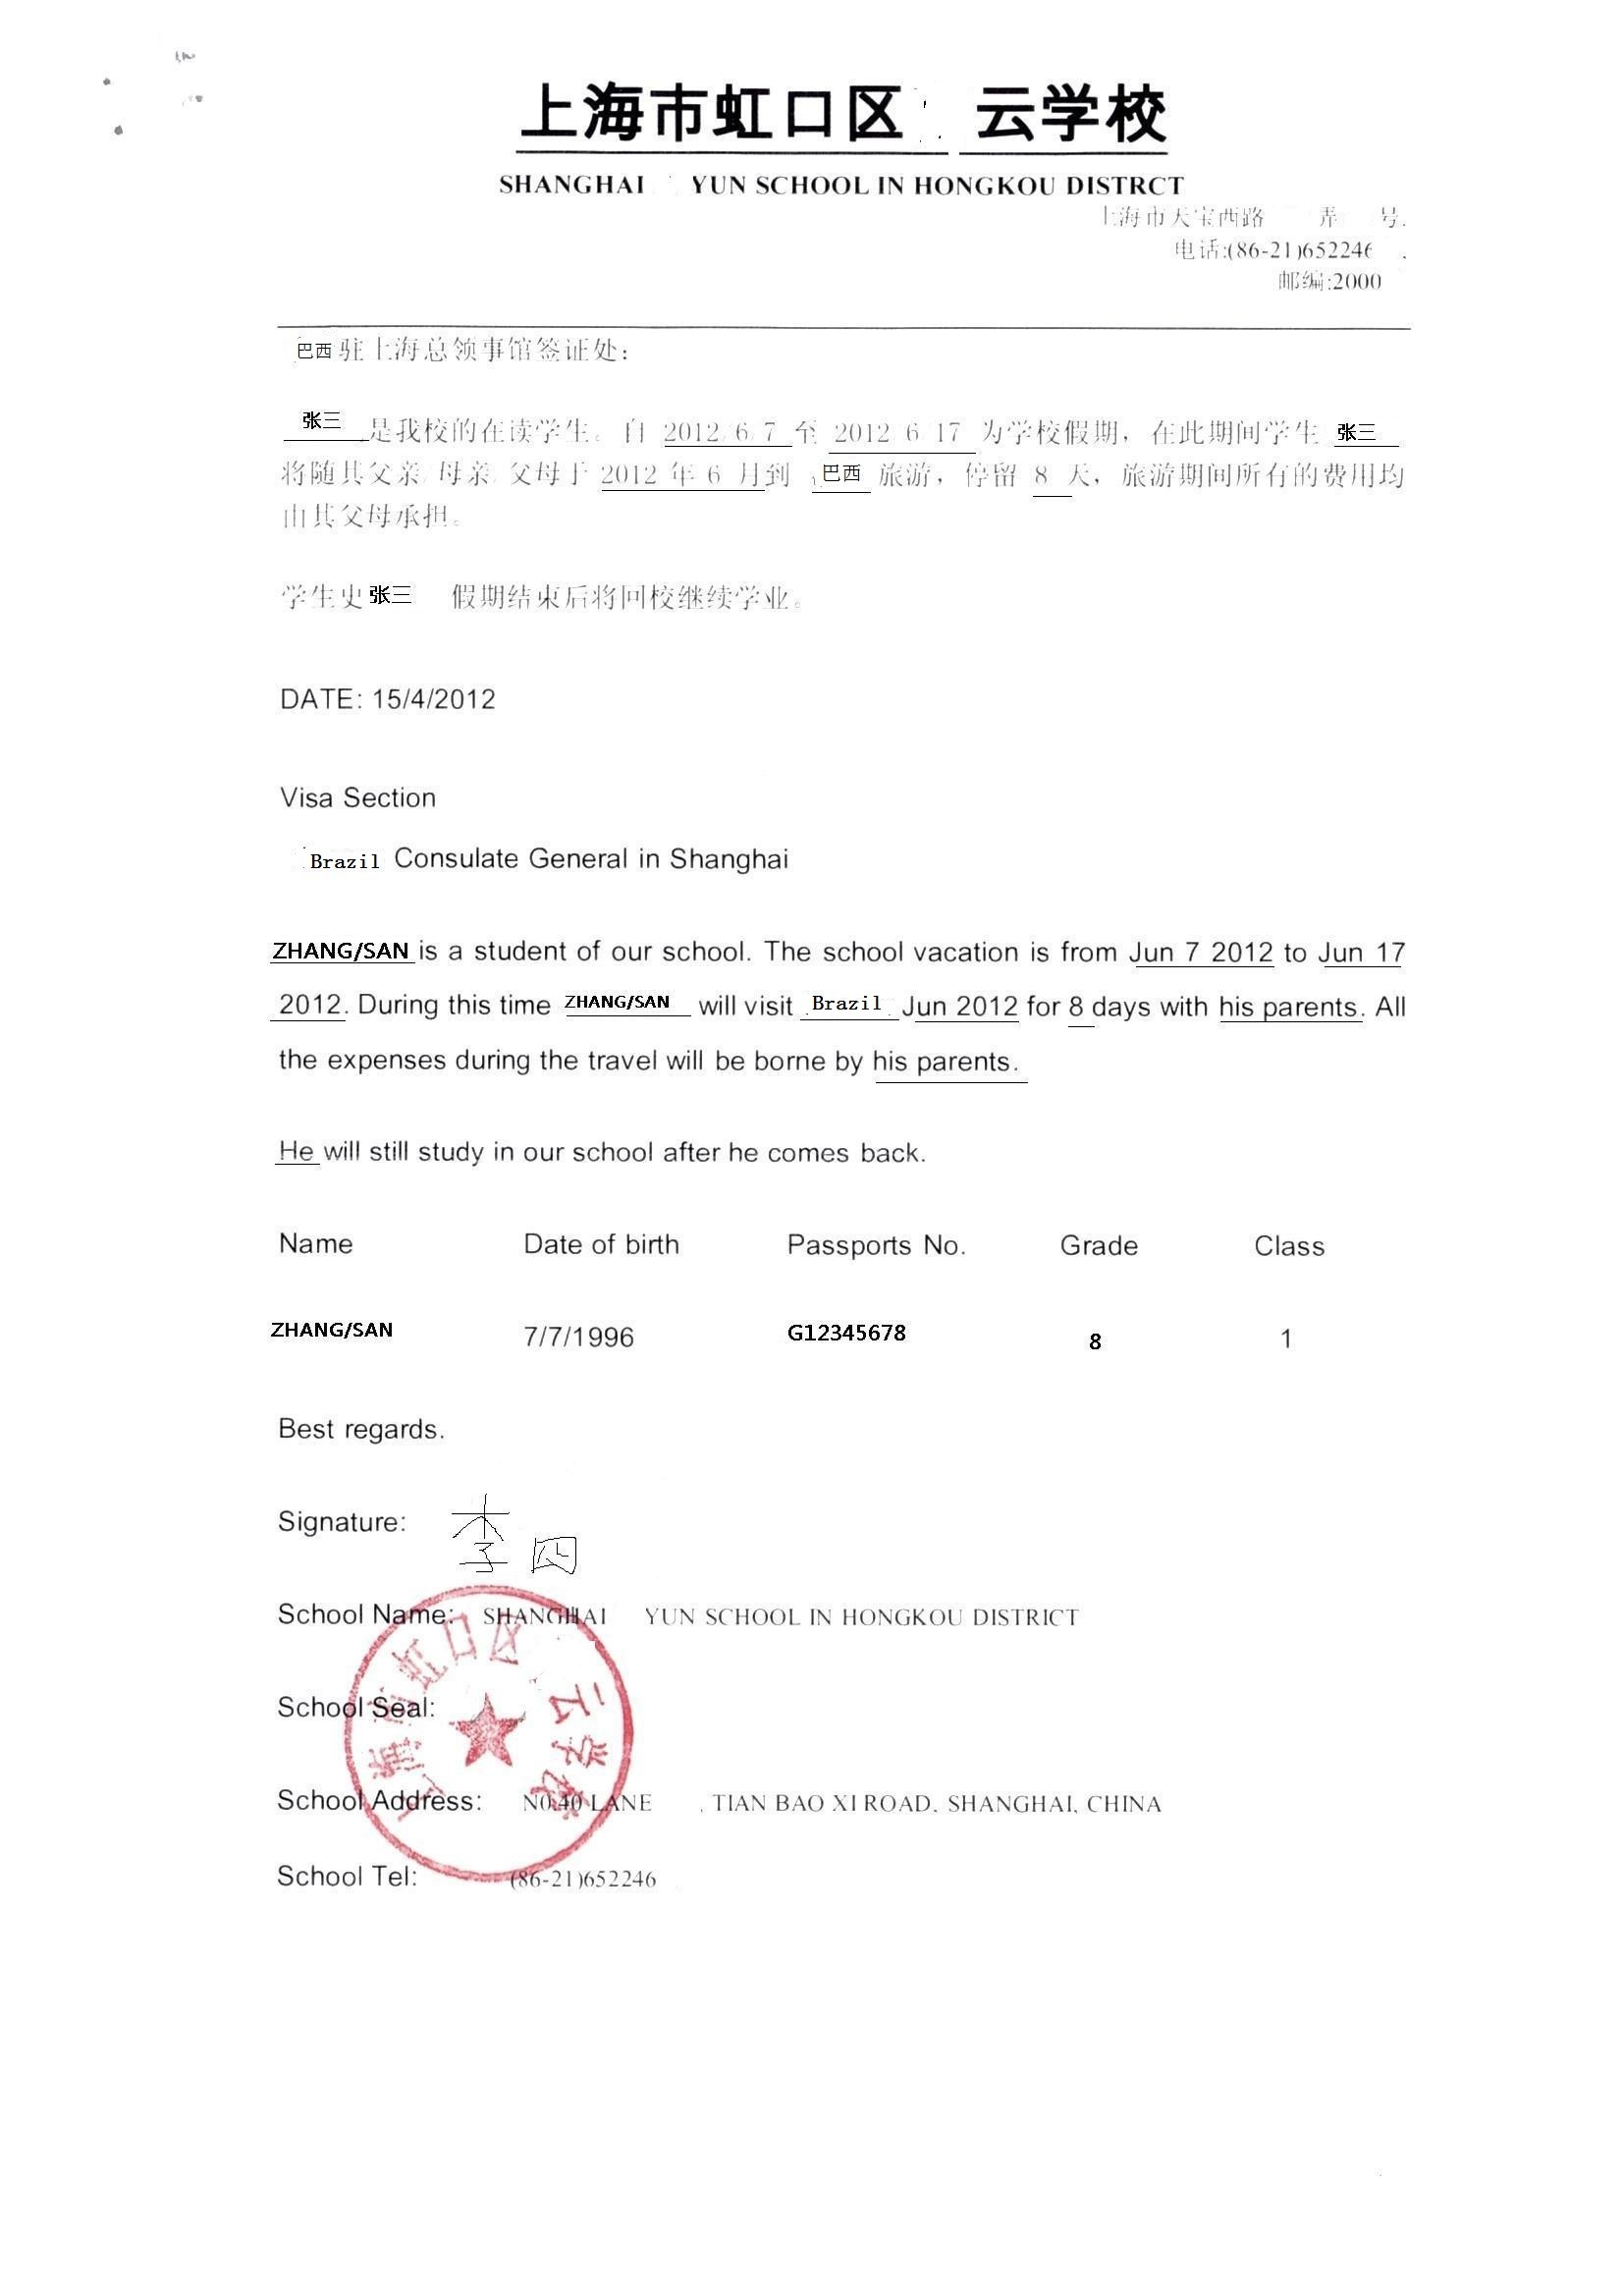 上海市虹口区 云学校
SHANGHAI YUN SCHOOL IN HONGKOU DISTRCT
上海市天宝西路 弄 号.
电话:(86-21)652246
邮编:2000
巴西驻上海总领事馆签证处：
张三 是我校的在读学生。自 2012/6/7 至 2012/6/17 为学校假期，在此期间学生 张三
将随其父亲/母亲/父母于 2012 年 6 月到 巴西 旅游，停留 8 天，旅游期间所有的费用均
由其父母承担。
学生史 张三 假期结束后将回校继续学业。
DATE: 15/4/2012
Visa Section
Brazil Consulate General in Shanghai
ZHANG/SAN is a student of our school. The school vacation is from Jun 7 2012 to Jun 17
2012. During this time ZHANG/SAN will visit Brazil Jun 2012 for 8 days with his parents. All
the expenses during the travel will be borne by his parents.
He will still study in our school after he comes back.
Name Date of birth Passports No. Grade Class
ZHANG/SAN 7/7/1996 G12345678 8 1
Best regards.
Signature: 李四
School Name: SHANGHAI YUN SCHOOL IN HONGKOU DISTRICT
School Seal:
上海市虹口区 云学校
School Address: NO.40 LANE , TIAN BAO XI ROAD. SHANGHAI, CHINA
School Tel: (86-21)652246